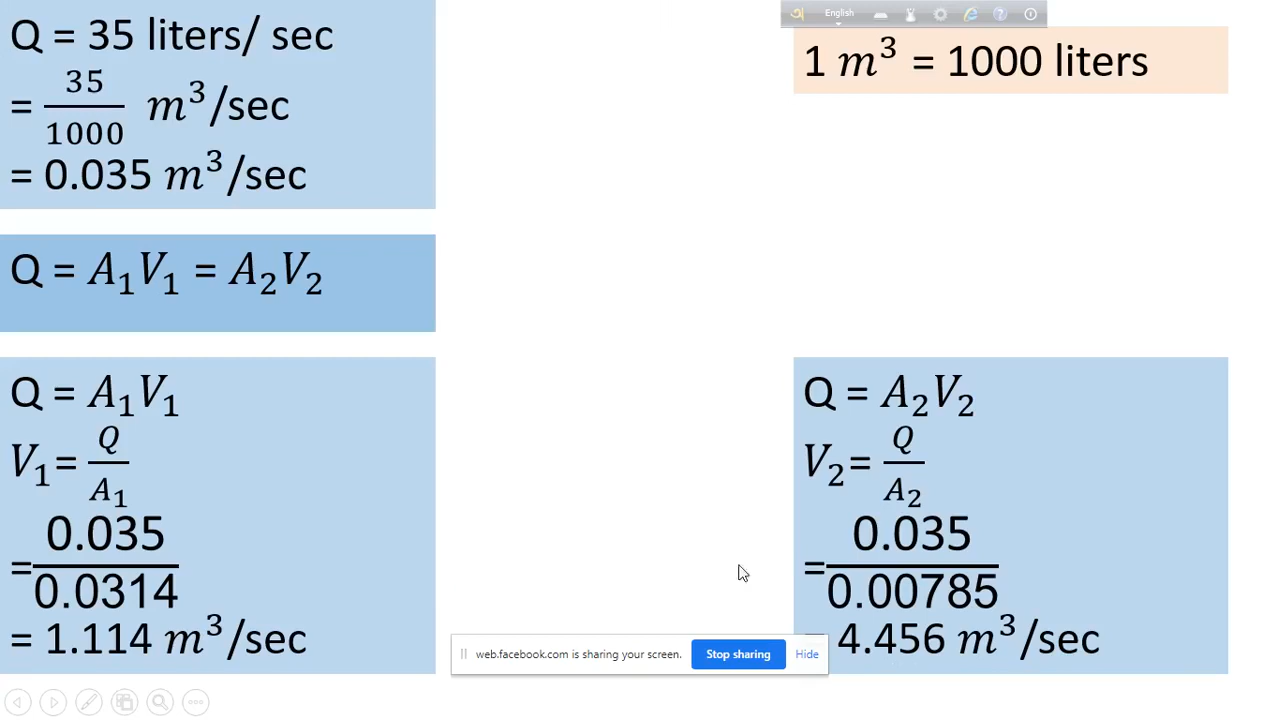 Q = 35 liters/ sec
= 35/1000 m³/sec
= 0.035 m³/sec
Q = A₁V₁ = A₂V₂
Q = A₁V₁
V₁= Q/A₁
=0.035/0.0314
= 1.114 m³/sec
অ English
1 m³ = 1000 liters
Q = A₂V₂
V₂= Q/A₂
=0.035/0.00785
= 4.456 m³/sec
web.facebook.com is sharing your screen. Stop sharing Hide